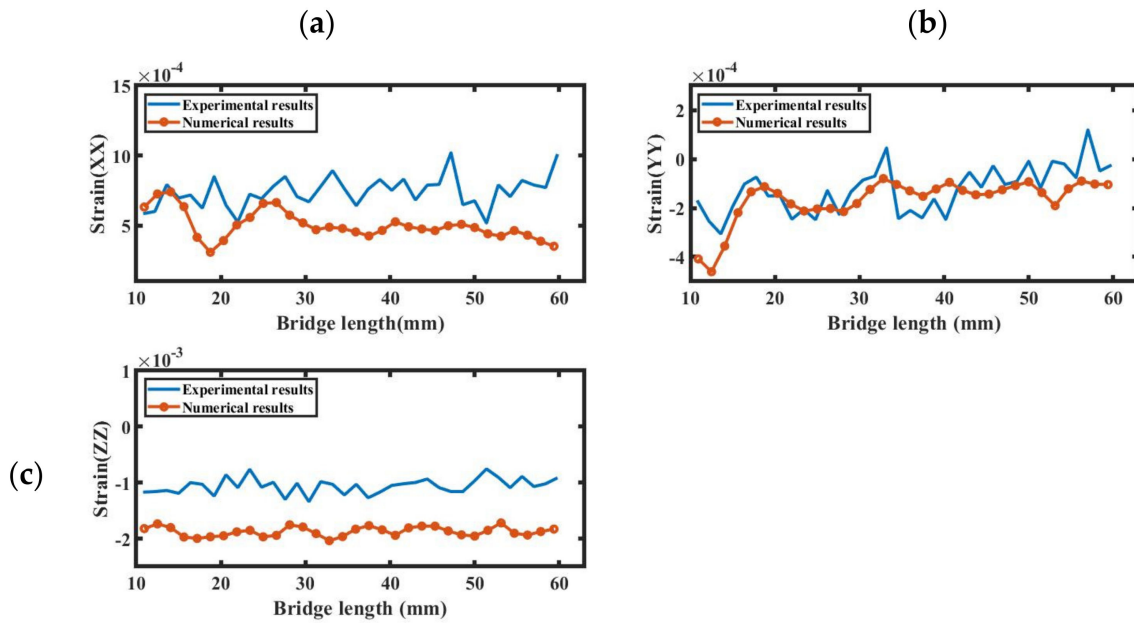 (a)
(b)
×10-4
15
10
5
Strain(XX)
Experimental results
Numerical results
10 20 30 40 50 60
Bridge length(mm)
×10-4
2
0
-2
-4
Strain(YY)
Experimental results
Numerical results
10 20 30 40 50 60
Bridge length (mm)
(c)
×10-3
1
0
-1
-2
Strain(ZZ)
Experimental results
Numerical results
10 20 30 40 50 60
Bridge length (mm)